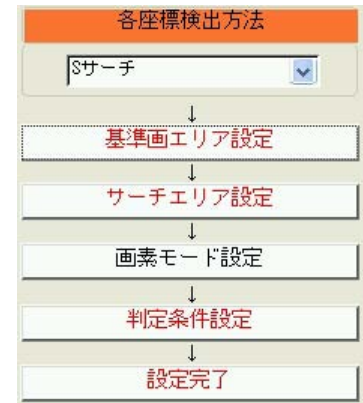 各座標検出方法
Sサーチ
↓
基準画エリア設定
↓
サーチエリア設定
↓
画素モード設定
↓
判定条件設定
↓
設定完了